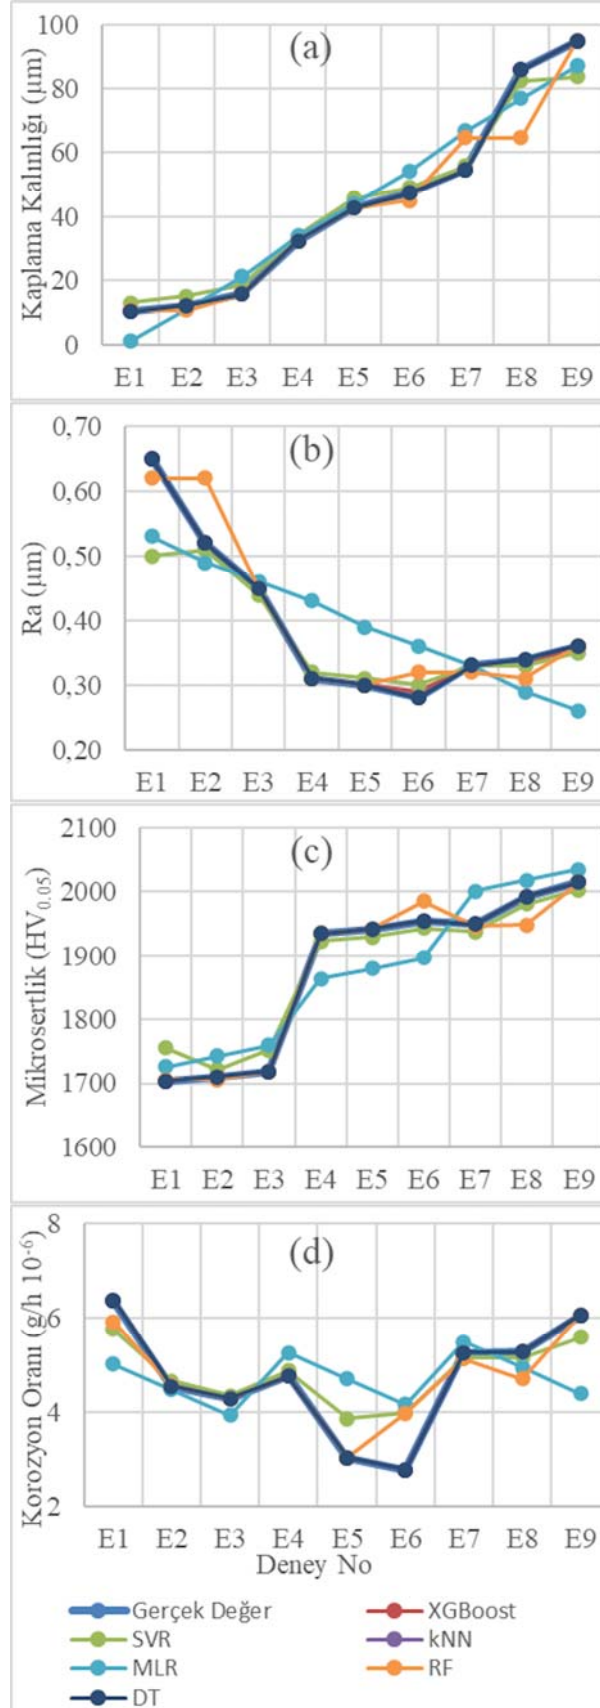 (a)
Kaplama Kalınlığı (µm)
100
80
60
40
20
0
E1 E2 E3 E4 E5 E6 E7 E8 E9
(b)
Ra (µm)
0,70
0,60
0,50
0,40
0,30
0,20
E1 E2 E3 E4 E5 E6 E7 E8 E9
(c)
Mikrosertlik (HV0.05)
2100
2000
1900
1800
1700
1600
E1 E2 E3 E4 E5 E6 E7 E8 E9
(d)
Korozyon Oranı (g/h 10-6)
8
6
4
2
E1 E2 E3 E4 E5 E6 E7 E8 E9
Deney No
Gerçek Değer XGBoost
SVR kNN
MLR RF
DT